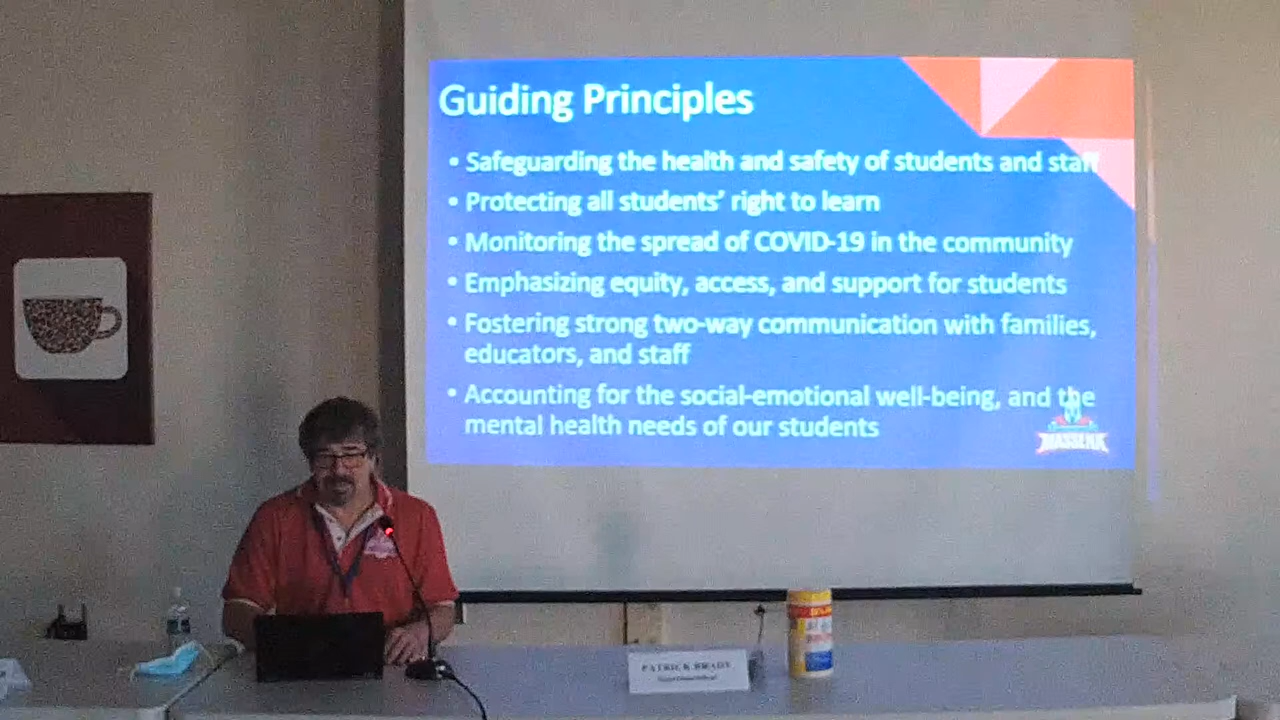 Guiding Principles
• Safeguarding the health and safety of students and staff
• Protecting all students’ right to learn
• Monitoring the spread of COVID-19 in the community
• Emphasizing equity, access, and support for students
• Fostering strong two-way communication with families,
educators, and staff
• Accounting for the social-emotional well-being, and the
mental health needs of our students
MASSENA
PATRICK BRADY